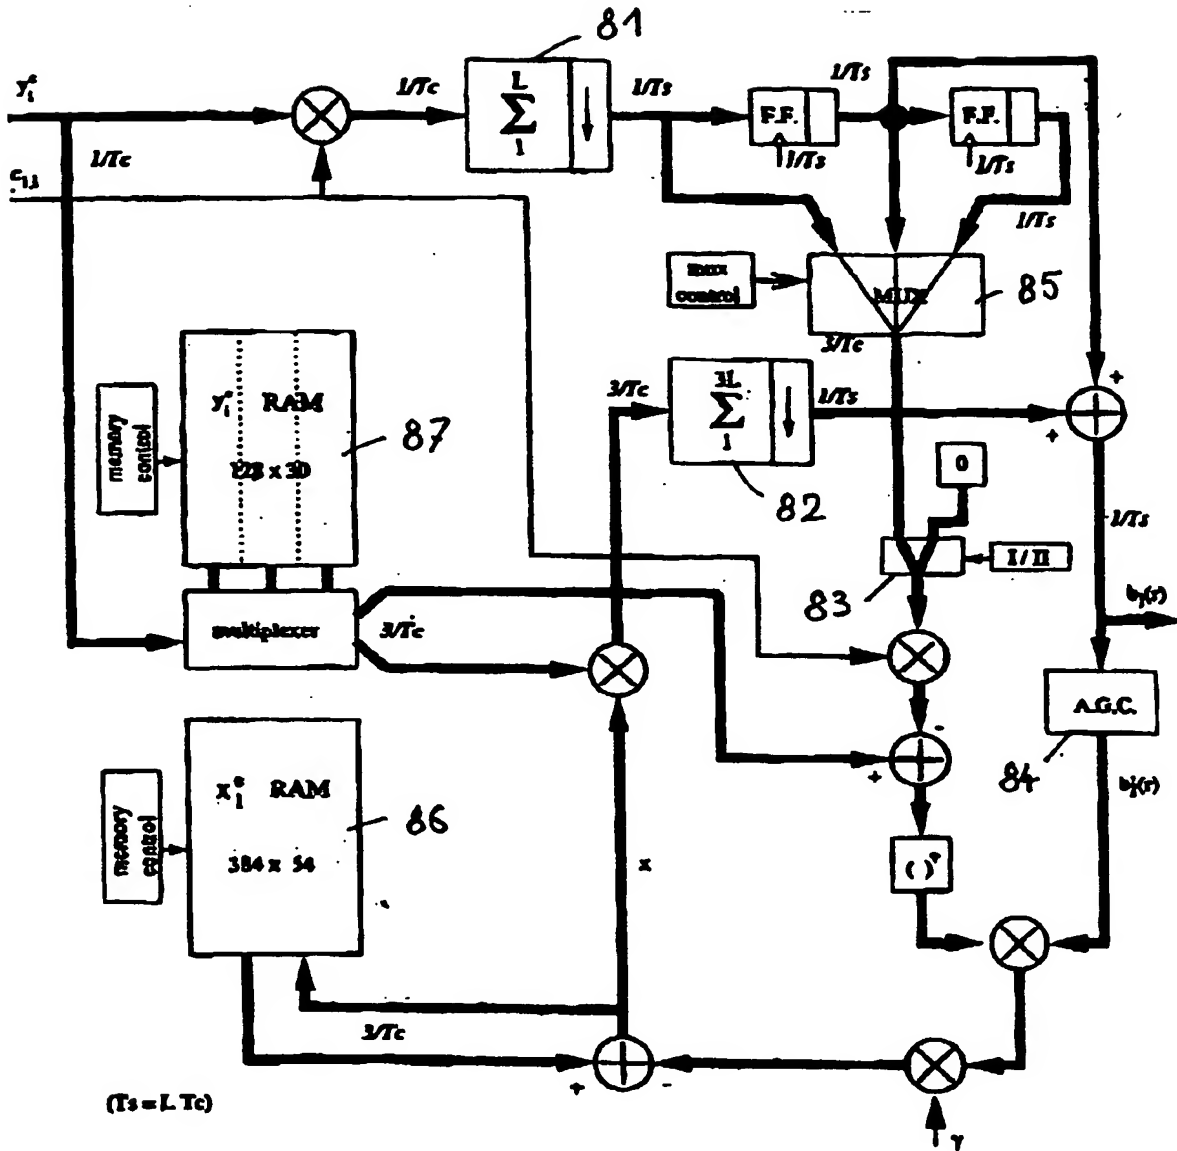 81
y_i^e
1/Tc
L
Σ
1
1/Ts
F.F.
1/Ts
1/Ts
F.F.
1/Ts
1/Ts
1/Tc
c_{1,i}
mux
control
MUX
85
3/Tc
y_i^e RAM
128 x 30
87
memory
control
3/Tc
3L
Σ
1
1/Ts
82
+
+
0
1/Ts
I / II
83
b_1(r)
multiplexer
3/Tc
-
+
A.G.C.
84
x_1^e RAM
384 x 54
86
memory
control
x
( )
3/Tc
+
-
(Ts = L Tc)
γ